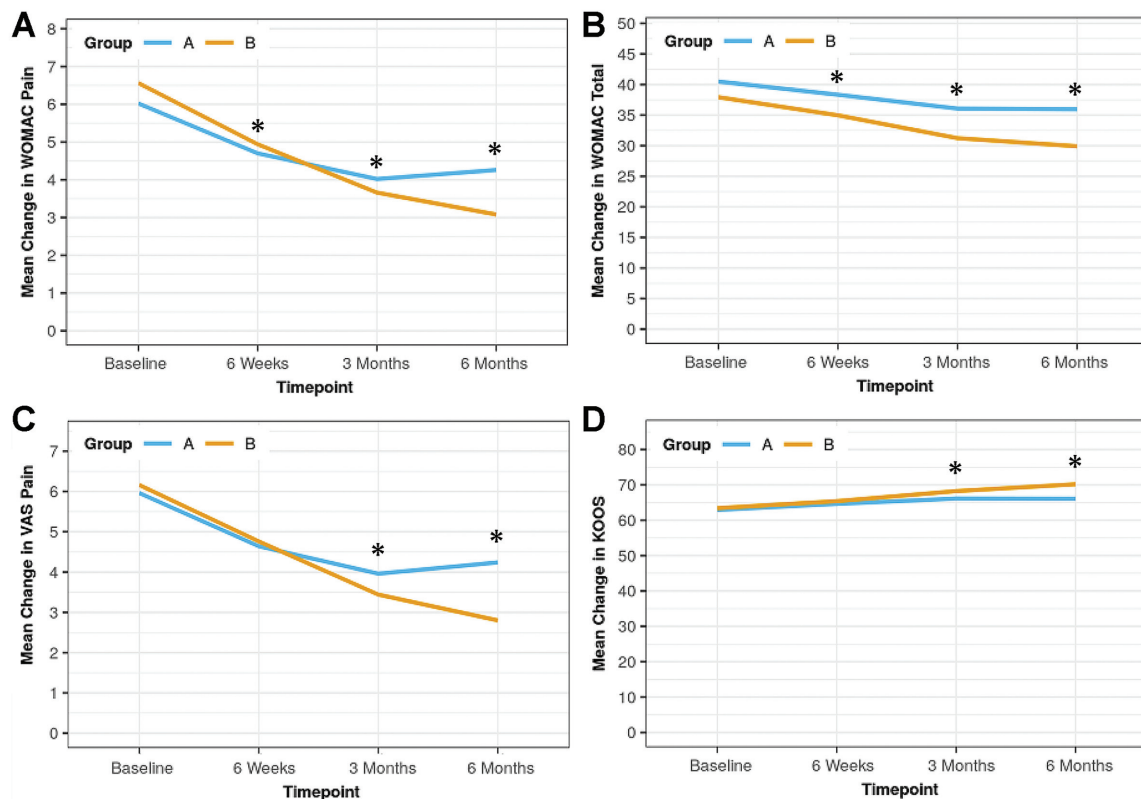 A
Group A B
Mean Change in WOMAC Pain
8
7
6
5
4
3
2
1
0
*
*
*
Baseline 6 Weeks 3 Months 6 Months
Timepoint
B
Group A B
Mean Change in WOMAC Total
50
45
40
35
30
25
20
15
10
5
0
*
*
*
Baseline 6 Weeks 3 Months 6 Months
Timepoint
C
Group A B
Mean Change in VAS Pain
7
6
5
4
3
2
1
0
*
*
Baseline 6 Weeks 3 Months 6 Months
Timepoint
D
Group A B
Mean Change in KOOS
80
70
60
50
40
30
20
10
0
*
*
Baseline 6 Weeks 3 Months 6 Months
Timepoint